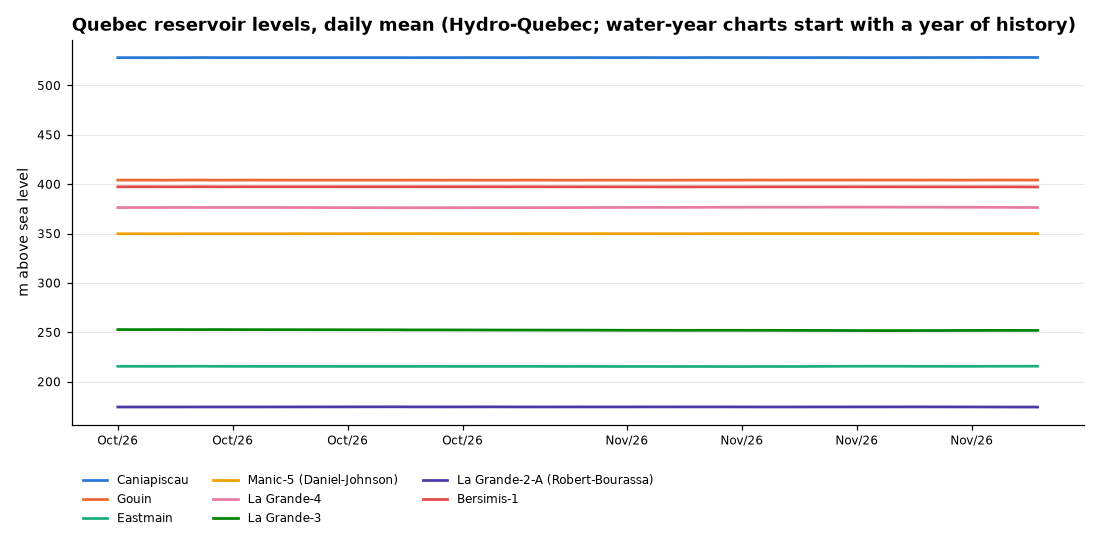 Quebec reservoir levels, daily mean (Hydro-Quebec; water-year charts start with a year of history)
m above sea level
500
450
400
350
300
250
200
Oct/26 Oct/26 Oct/26 Oct/26 Nov/26 Nov/26 Nov/26 Nov/26
Caniapiscau Manic-5 (Daniel-Johnson) La Grande-2-A (Robert-Bourassa)
Gouin La Grande-4 Bersimis-1
Eastmain La Grande-3